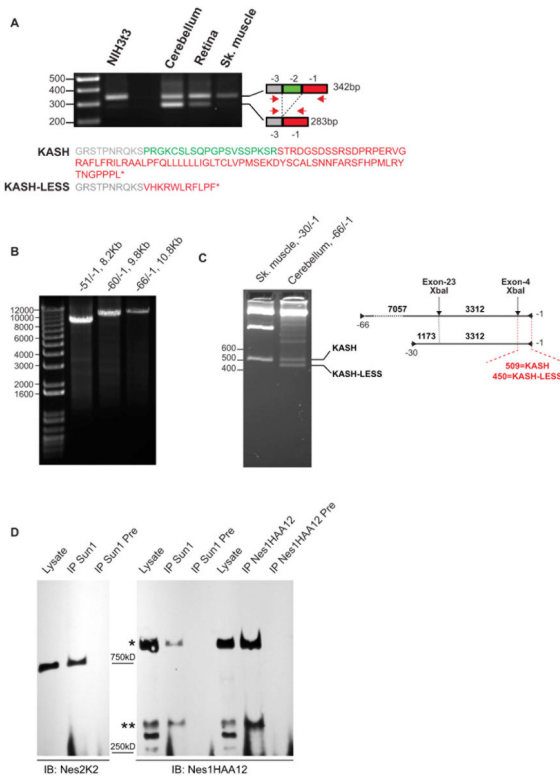 A
NIH3t3
Cerebellum
Retina
Sk. muscle
500
400
300
200
-3 -2 -1
342bp
283bp
-3 -1
KASH GRSTPNRQKSPRGKCSLSQPGPSVSSPKSRSTRDGSDSSRSDPRPERVG
RAFLFRILRAALPFQLLLLLLIGLTCLVPMSEKDYSCALSNNFARSFHPMLRY
TNGPPPL*
KASH-LESS GRSTPNRQKSVHKRWLRFLPF*
B
-51/-1, 8.2Kb
-60/-1, 9.8Kb
-66/-1, 10.8Kb
12000
10000
8000
6000
4000
3000
2000
1600
C
Sk. muscle, -30/-1
Cerebellum, -66/-1
600
500
400
KASH
KASH-LESS
Exon-23
XbaI
Exon-4
XbaI
7057 3312
-66 -1
1173 3312
-30 -1
509=KASH
450=KASH-LESS
D
Lysate
IP Sun1
IP Sun1 Pre
Lysate
IP Sun1
IP Sun1 Pre
Lysate
IP Nes1HAA12
IP Nes1HAA12 Pre
*
750kD
**
250kD
IB: Nes2K2
IB: Nes1HAA12